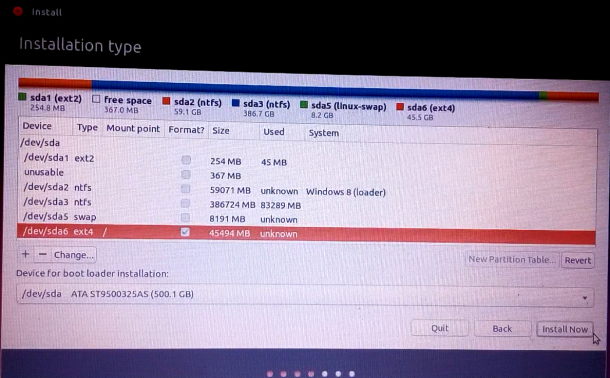 Install
Installation type
sda1 (ext2) free space sda2 (ntfs) sda3 (ntfs) sda5 (linux-swap) sda6 (ext4)
254.8 MB 367.0 MB 59.1 GB 386.7 GB 8.2 GB 45.5 GB
Device Type Mount point Format? Size Used System
/dev/sda
/dev/sda1 ext2 254 MB 45 MB
unusable 367 MB
/dev/sda2 ntfs 59071 MB unknown Windows 8 (loader)
/dev/sda3 ntfs 386724 MB 83289 MB
/dev/sda5 swap 8191 MB unknown
/dev/sda6 ext4 / 45494 MB unknown
+ − Change... New Partition Table... Revert
Device for boot loader installation:
/dev/sda ATA ST9500325AS (500.1 GB)
Quit Back Install Now